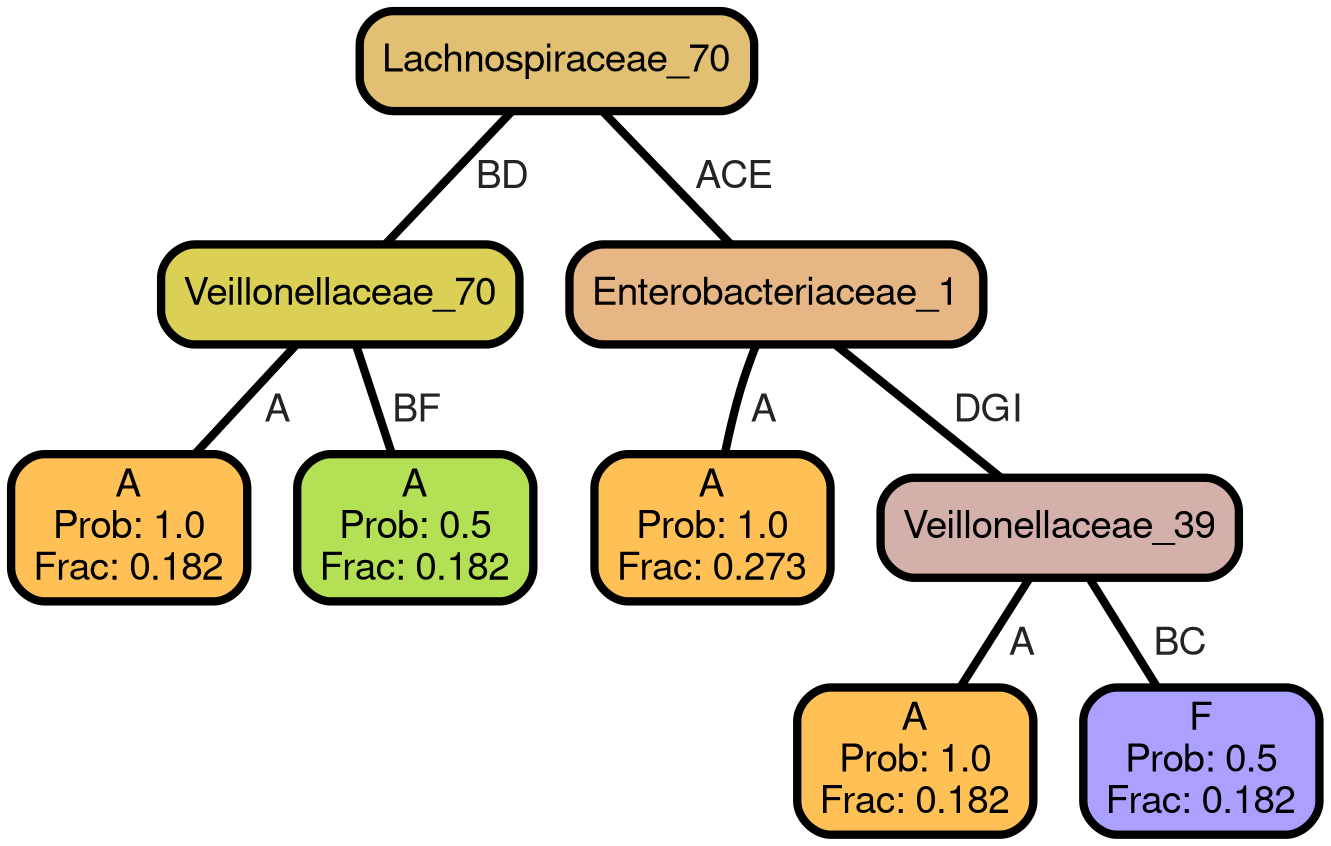 Lachnospiraceae_70
BD
ACE
Veillonellaceae_70
Enterobacteriaceae_1
A
BF
A
DGI
A
Prob: 1.0
Frac: 0.182
A
Prob: 0.5
Frac: 0.182
A
Prob: 1.0
Frac: 0.273
Veillonellaceae_39
A
BC
A
Prob: 1.0
Frac: 0.182
F
Prob: 0.5
Frac: 0.182